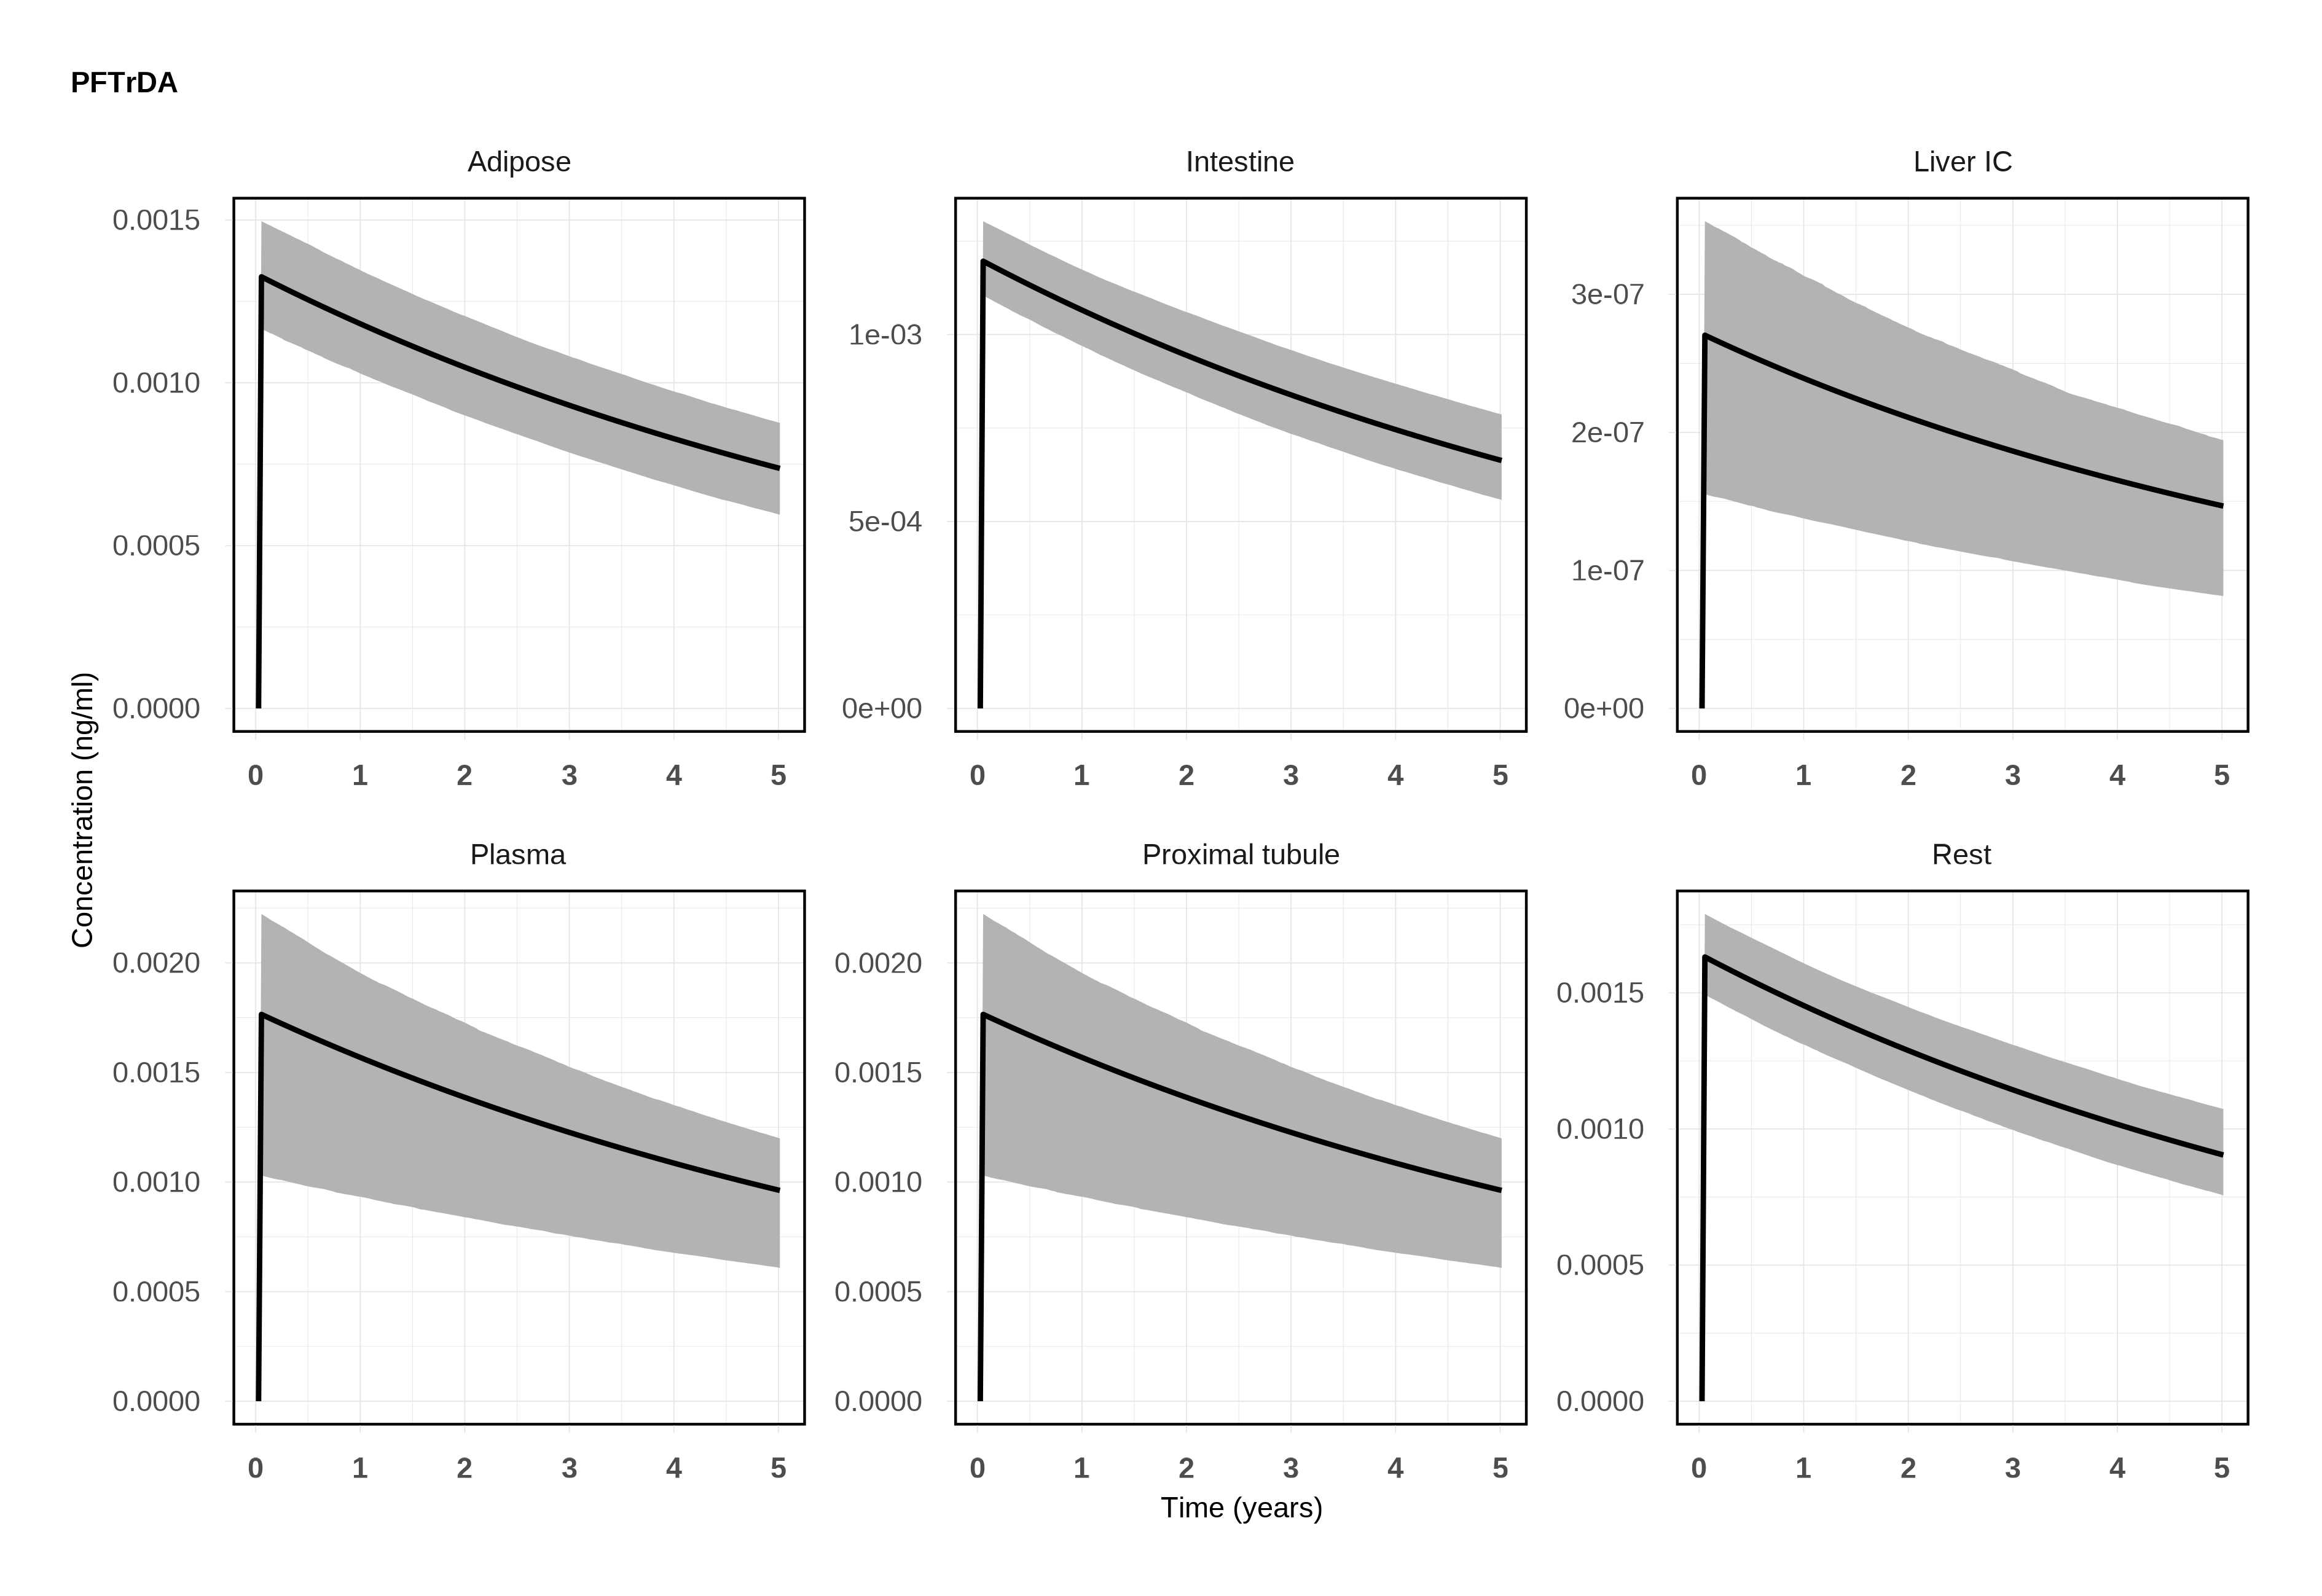 PFTrDA
Adipose
Intestine
Liver IC
0.0015
0.0010
0.0005
0.0000
1e-03
5e-04
0e+00
3e-07
2e-07
1e-07
0e+00
0 1 2 3 4 5
0 1 2 3 4 5
0 1 2 3 4 5
Concentration (ng/ml)
Plasma
Proximal tubule
Rest
0.0020
0.0015
0.0010
0.0005
0.0000
0.0020
0.0015
0.0010
0.0005
0.0000
0.0015
0.0010
0.0005
0.0000
0 1 2 3 4 5
0 1 2 3 4 5
0 1 2 3 4 5
Time (years)